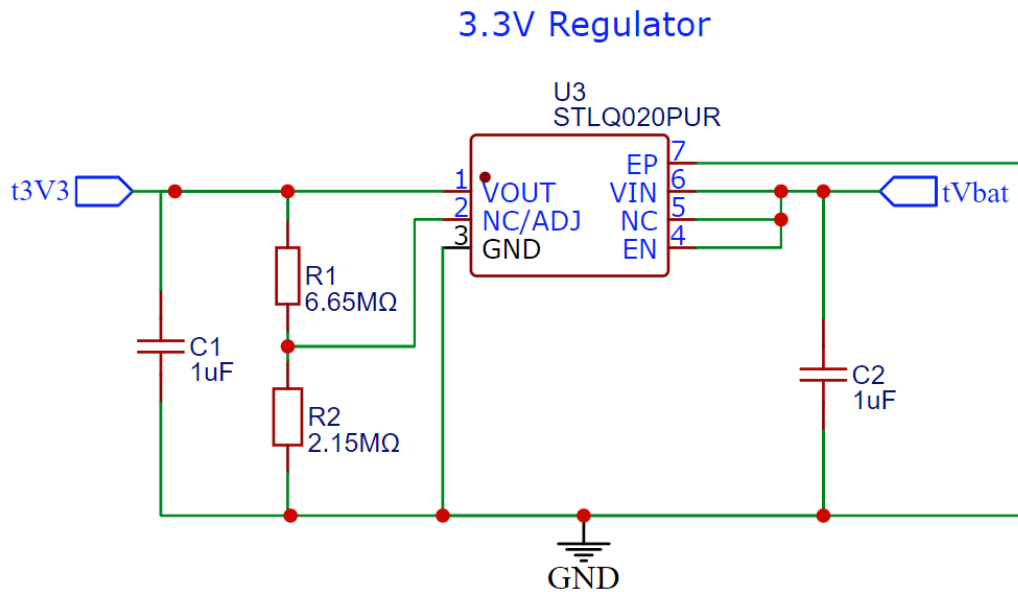 3.3V Regulator
U3
STLQ020PUR
t3V3
1
VOUT
2
NC/ADJ
3
GND
EP
7
VIN
6
NC
5
EN
4
tVbat
R1
6.65MΩ
C1
1uF
R2
2.15MΩ
C2
1uF
GND